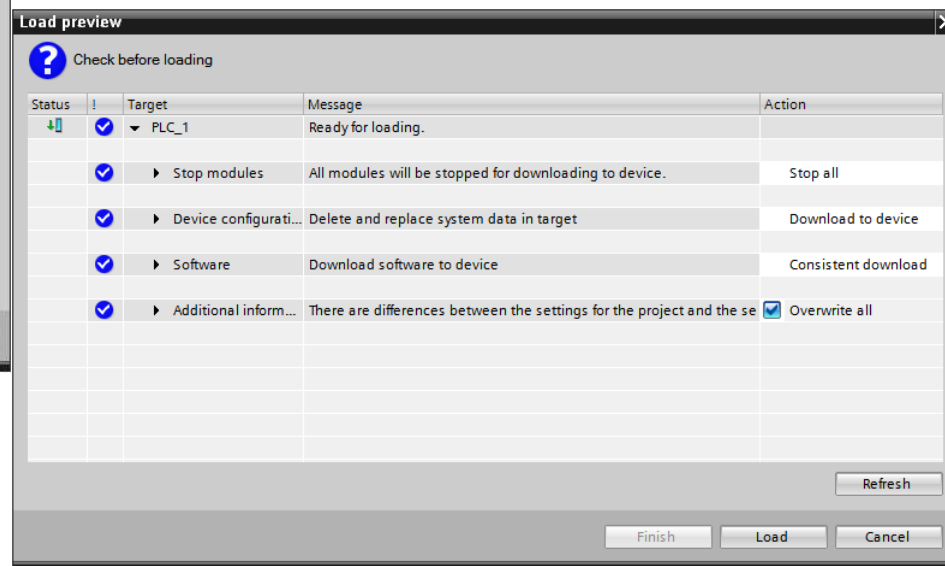 Load preview
Check before loading
Status ! Target Message Action
PLC_1 Ready for loading.
Stop modules All modules will be stopped for downloading to device. Stop all
Device configurati... Delete and replace system data in target Download to device
Software Download software to device Consistent download
Additional inform... There are differences between the settings for the project and the se Overwrite all
Refresh
Finish Load Cancel